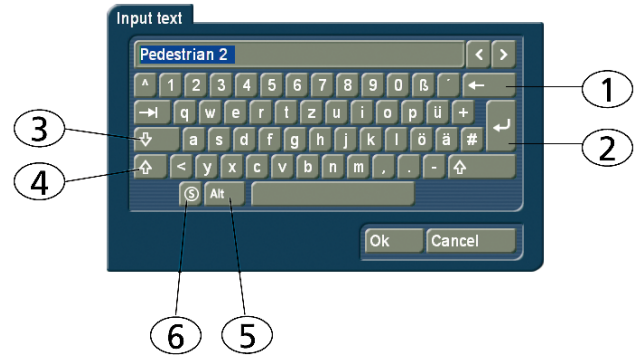 Input text
Pedestrian 2 < >
^ 1 2 3 4 5 6 7 8 9 0 ß ´ ←
→| q w e r t z u i o p ü +
a s d f g h j k l ö ä # ↵
< y x c v b n m , . -
S Alt
Ok Cancel
1
2
3
4
5
6